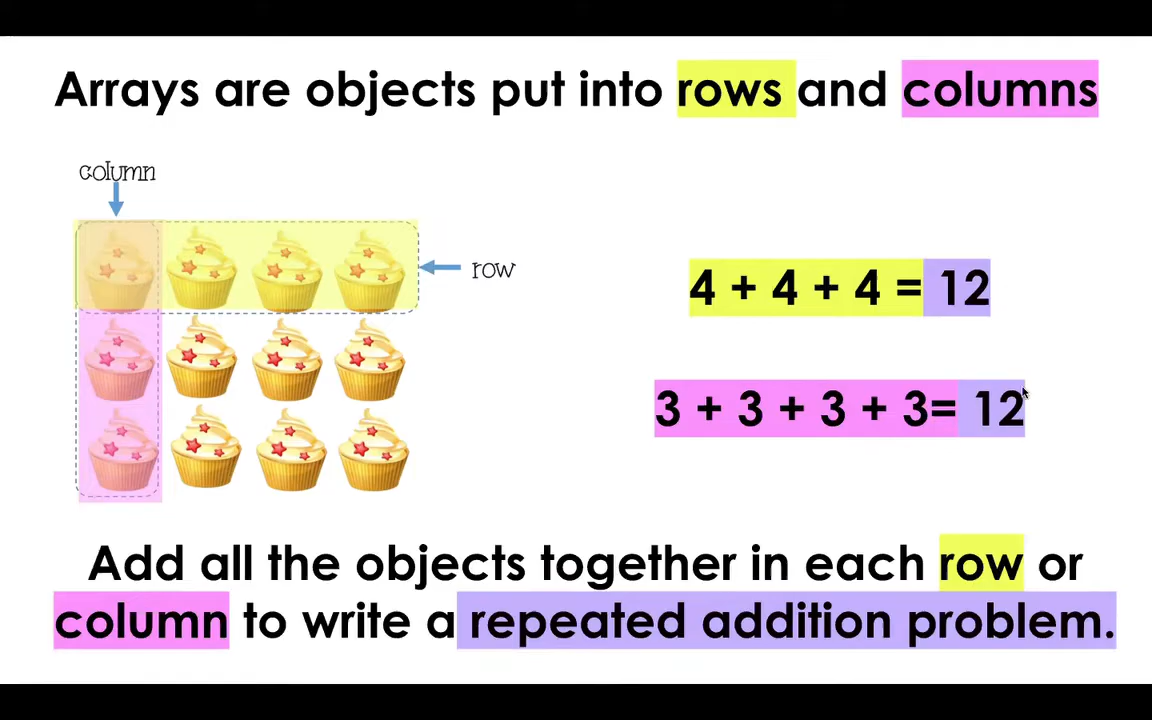 Arrays are objects put into rows and columns
column
row
4 + 4 + 4 = 12
3 + 3 + 3 + 3= 12
Add all the objects together in each row or
column to write a repeated addition problem.